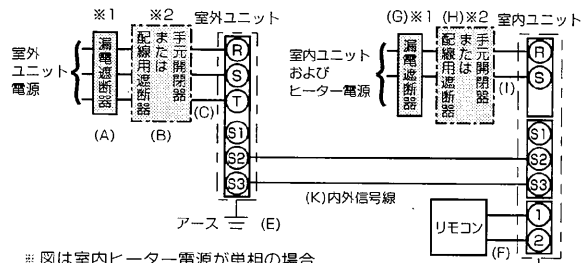 ※1
※2
室外ユニット
(G)※1
(H)※2
室内ユニット
室外
ユニット
電源
漏電遮断器
手元開閉器
または
配線用遮断器
(A)
(B)
(C)
R
S
T
S1
S2
S3
アース
(E)
室内ユニット
および
ヒーター電源
漏電遮断器
手元開閉器
または
配線用遮断器
(I)
R
S
S1
S2
S3
(K)内外信号線
リモコン
1
2
(F)
※図は室内ヒーター電源が単相の場合